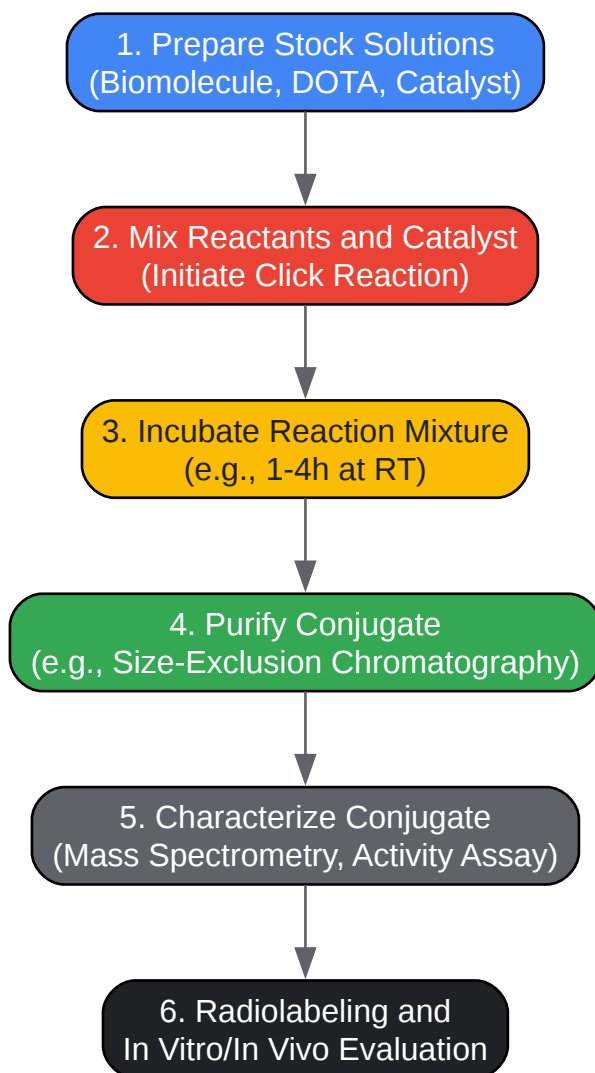 1. Prepare Stock Solutions
(Biomolecule, DOTA, Catalyst)
2. Mix Reactants and Catalyst
(Initiate Click Reaction)
3. Incubate Reaction Mixture
(e.g., 1-4h at RT)
4. Purify Conjugate
(e.g., Size-Exclusion Chromatography)
5. Characterize Conjugate
(Mass Spectrometry, Activity Assay)
6. Radiolabeling and
In Vitro/In Vivo Evaluation